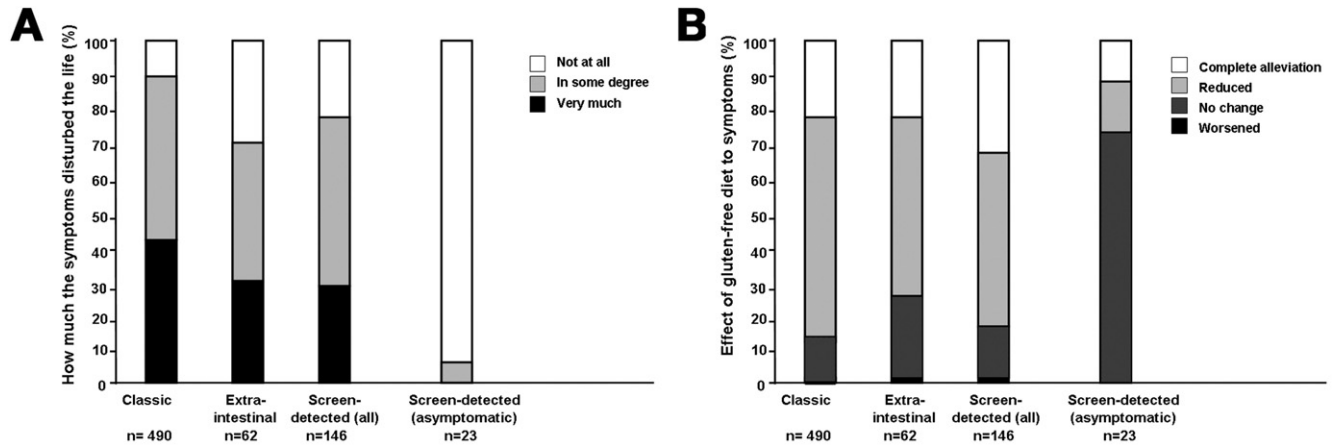 A
How much the symptoms disturbed the life (%)
100
90
80
70
60
50
40
30
20
10
0
Not at all
In some degree
Very much
Classic
n= 490
Extra-
intestinal
n=62
Screen-
detected (all)
n=146
Screen-detected
(asymptomatic)
n=23
B
Effect of gluten-free diet to symptoms (%)
100
90
80
70
60
50
40
30
20
10
0
Complete alleviation
Reduced
No change
Worsened
Classic
n= 490
Extra-
intestinal
n=62
Screen-
detected (all)
n=146
Screen-detected
(asymptomatic)
n=23